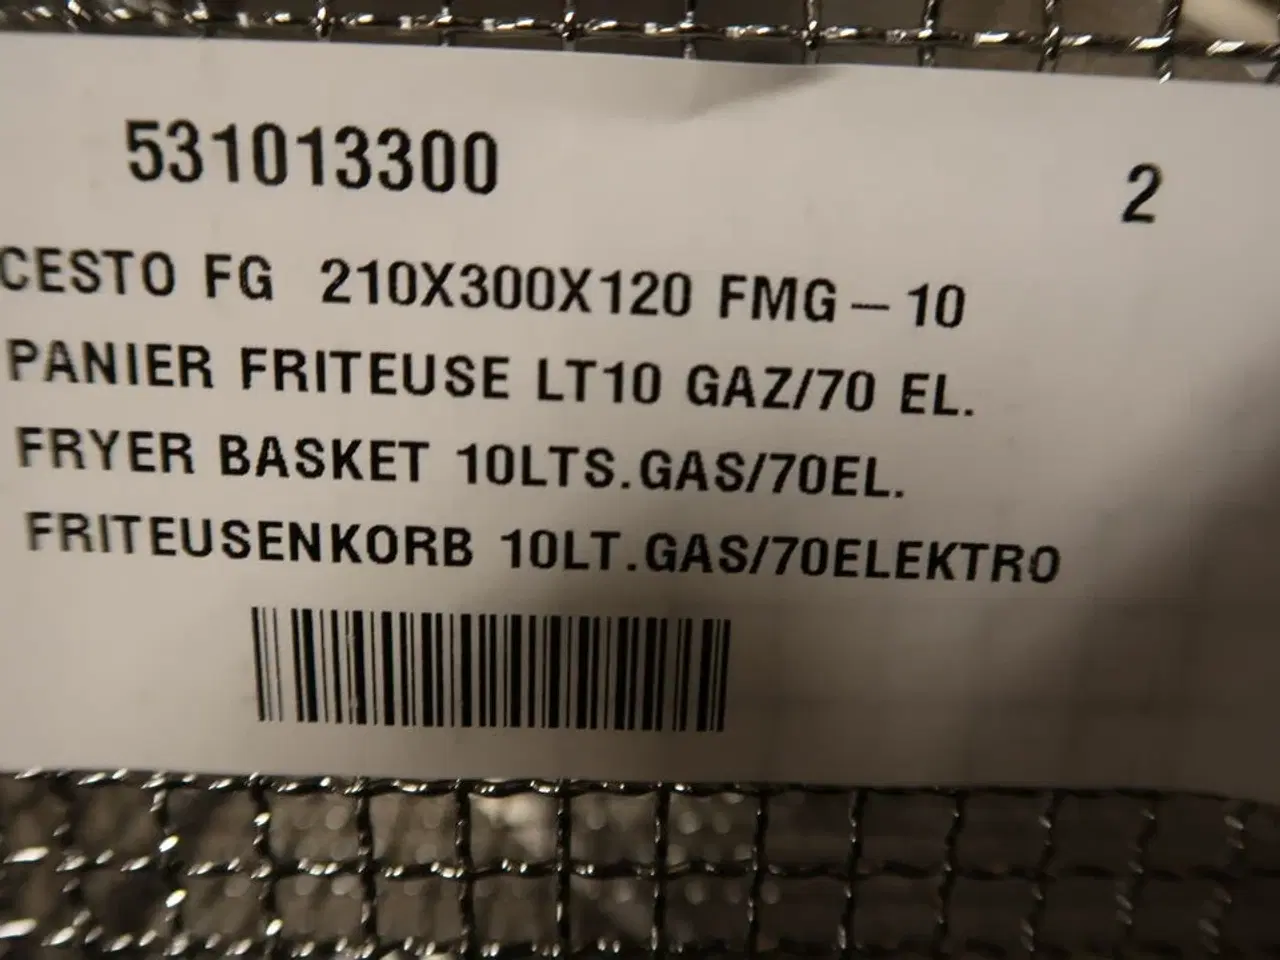 531013300
2
CESTO FG 210X300X120 FMG-10
PANIER FRITEUSE LT10 GAZ/70 EL.
FRYER BASKET 10LTS.GAS/70EL.
FRITEUSENKORB 10LT.GAS/70ELEKTRO